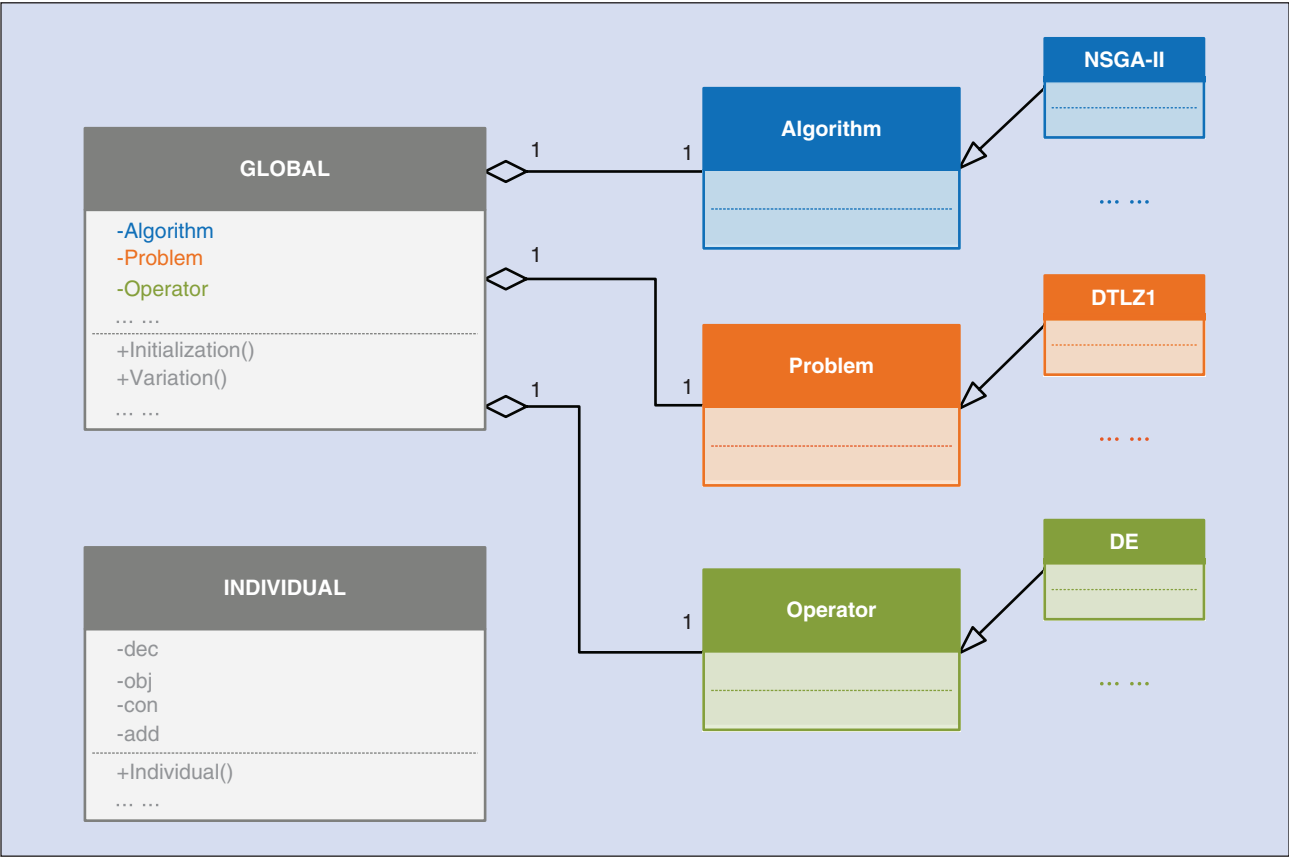 GLOBAL
-Algorithm
-Problem
-Operator
... ...
+Initialization()
+Variation()
... ...
INDIVIDUAL
-dec
-obj
-con
-add
+Individual()
... ...
1
1
Algorithm
NSGA-II
... ...
1
1
Problem
DTLZ1
... ...
1
1
Operator
DE
... ...